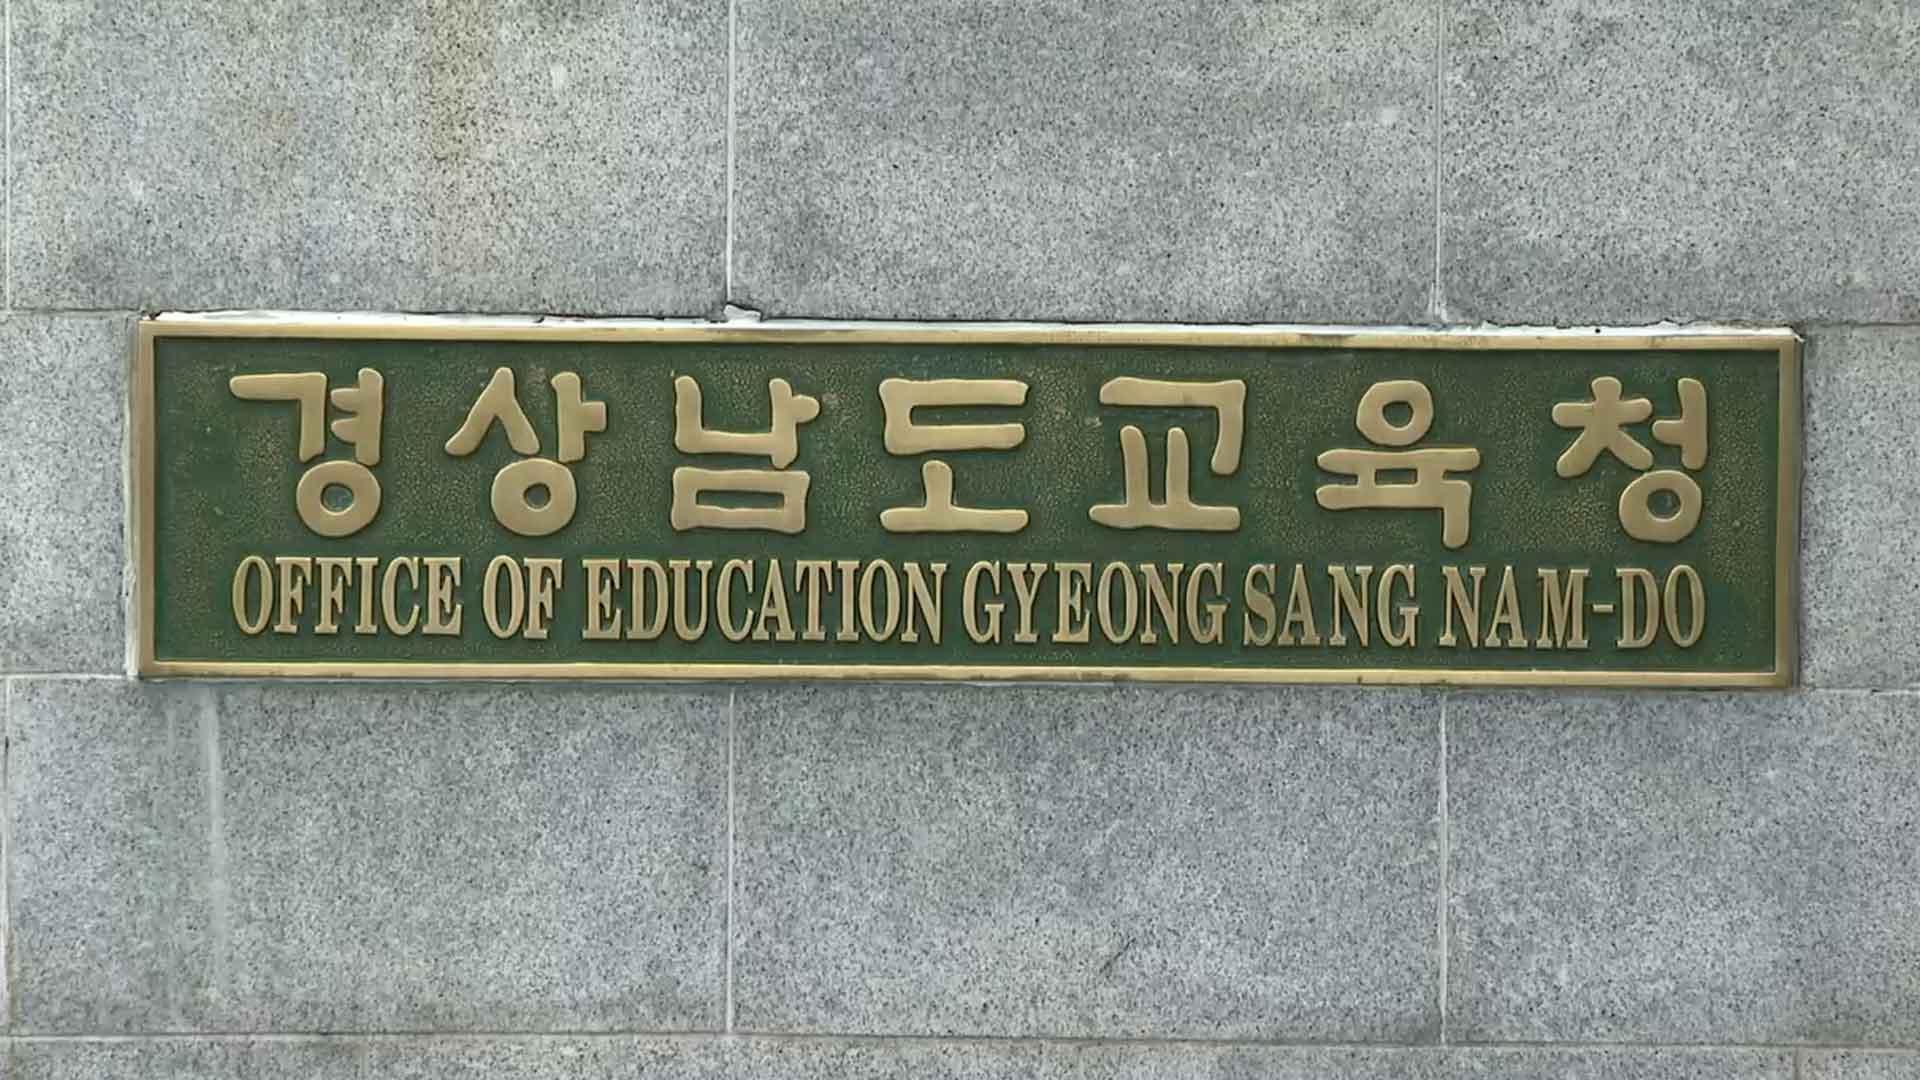 경상남도교육청
OFFICE OF EDUCATION GYEONG SANG NAM-DO